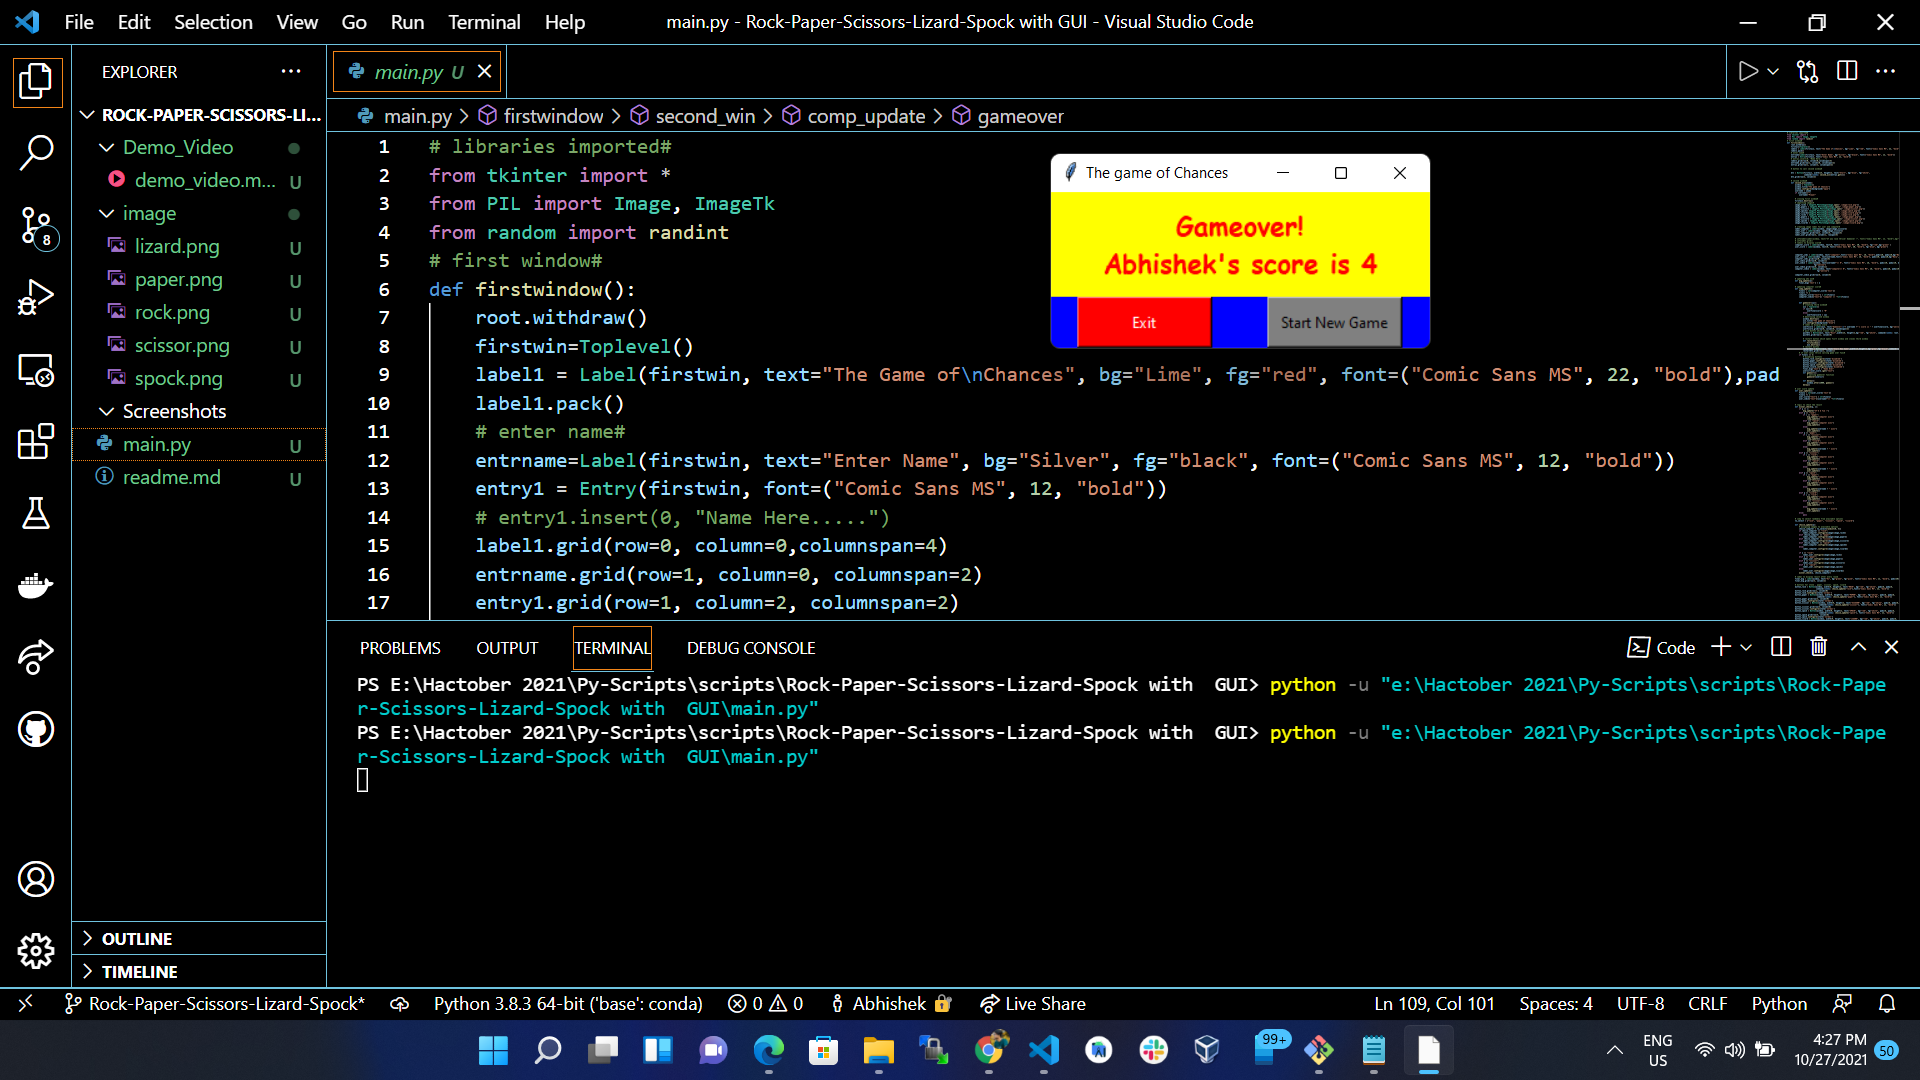 File Edit Selection View Go Run Terminal Help
main.py - Rock-Paper-Scissors-Lizard-Spock with GUI - Visual Studio Code
EXPLORER
ROCK-PAPER-SCISSORS-LI...
Demo_Video
demo_video.m... U
image
lizard.png U
paper.png U
rock.png U
scissor.png U
spock.png U
Screenshots
main.py U
readme.md U
OUTLINE
TIMELINE
8
main.py U
main.py > firstwindow > second_win > comp_update > gameover
1 # libraries imported#
2 from tkinter import *
3 from PIL import Image, ImageTk
4 from random import randint
5 # first window#
6 def firstwindow():
7 root.withdraw()
8 firstwin=Toplevel()
9 label1 = Label(firstwin, text="The Game of\nChances", bg="Lime", fg="red", font=("Comic Sans MS", 22, "bold"),pad
10 label1.pack()
11 # enter name#
12 entrname=Label(firstwin, text="Enter Name", bg="Silver", fg="black", font=("Comic Sans MS", 12, "bold"))
13 entry1 = Entry(firstwin, font=("Comic Sans MS", 12, "bold"))
14 # entry1.insert(0, "Name Here.....")
15 label1.grid(row=0, column=0,columnspan=4)
16 entrname.grid(row=1, column=0, columnspan=2)
17 entry1.grid(row=1, column=2, columnspan=2)
The game of Chances
Gameover!
Abhishek's score is 4
Exit
Start New Game
PROBLEMS OUTPUT TERMINAL DEBUG CONSOLE
Code
PS E:\Hactober 2021\Py-Scripts\scripts\Rock-Paper-Scissors-Lizard-Spock with  GUI> python -u "e:\Hactober 2021\Py-Scripts\scripts\Rock-Pape
r-Scissors-Lizard-Spock with  GUI\main.py"
PS E:\Hactober 2021\Py-Scripts\scripts\Rock-Paper-Scissors-Lizard-Spock with  GUI> python -u "e:\Hactober 2021\Py-Scripts\scripts\Rock-Pape
r-Scissors-Lizard-Spock with  GUI\main.py"
Rock-Paper-Scissors-Lizard-Spock* Python 3.8.3 64-bit ('base': conda) 0 0 Abhishek Live Share Ln 109, Col 101 Spaces: 4 UTF-8 CRLF Python
99+
ENG
US
4:27 PM
10/27/2021
50